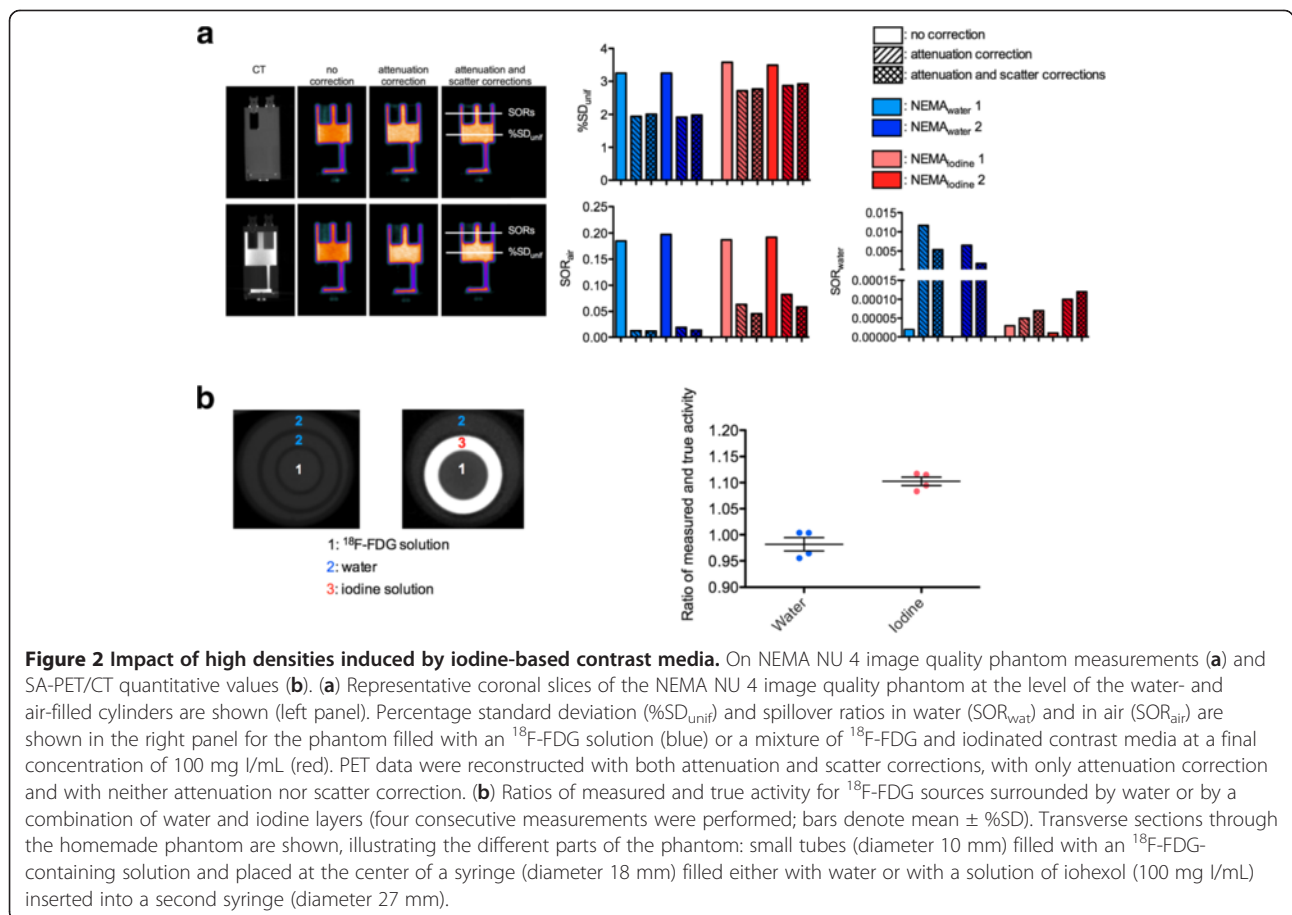 a
CT
no correction
attenuation correction
attenuation and scatter corrections
SORs
%SDunif
SORs
%SDunif
%SDunif
4
3
2
1
0
: no correction
: attenuation correction
: attenuation and scatter corrections
: NEMAwater 1
: NEMAwater 2
: NEMAIodine 1
: NEMAIodine 2
SORair
0.25
0.20
0.15
0.10
0.05
0.00
SORwater
0.015
0.010
0.005
0.00015
0.00010
0.00005
0.00000
b
2
2
1
2
3
1
1: 18F-FDG solution
2: water
3: iodine solution
Ratio of measured and true activity
1.20
1.15
1.10
1.05
1.00
0.95
0.90
Water
Iodine
Figure 2 Impact of high densities induced by iodine-based contrast media. On NEMA NU 4 image quality phantom measurements (a) and
SA-PET/CT quantitative values (b). (a) Representative coronal slices of the NEMA NU 4 image quality phantom at the level of the water- and
air-filled cylinders are shown (left panel). Percentage standard deviation (%SDunif) and spillover ratios in water (SORwat) and in air (SORair) are
shown in the right panel for the phantom filled with an 18F-FDG solution (blue) or a mixture of 18F-FDG and iodinated contrast media at a final
concentration of 100 mg I/mL (red). PET data were reconstructed with both attenuation and scatter corrections, with only attenuation correction
and with neither attenuation nor scatter correction. (b) Ratios of measured and true activity for 18F-FDG sources surrounded by water or by a
combination of water and iodine layers (four consecutive measurements were performed; bars denote mean ± %SD). Transverse sections through
the homemade phantom are shown, illustrating the different parts of the phantom: small tubes (diameter 10 mm) filled with an 18F-FDG-
containing solution and placed at the center of a syringe (diameter 18 mm) filled either with water or with a solution of iohexol (100 mg I/mL)
inserted into a second syringe (diameter 27 mm).